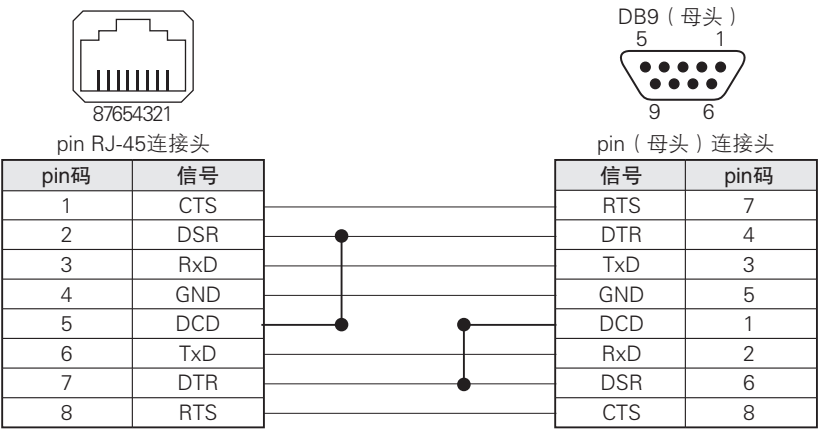 DB9（母头）
5 1
9 6
87654321
pin RJ-45连接头
pin（母头）连接头
pin码 信号 信号 pin码
1 CTS RTS 7
2 DSR DTR 4
3 RxD TxD 3
4 GND GND 5
5 DCD DCD 1
6 TxD RxD 2
7 DTR DSR 6
8 RTS CTS 8